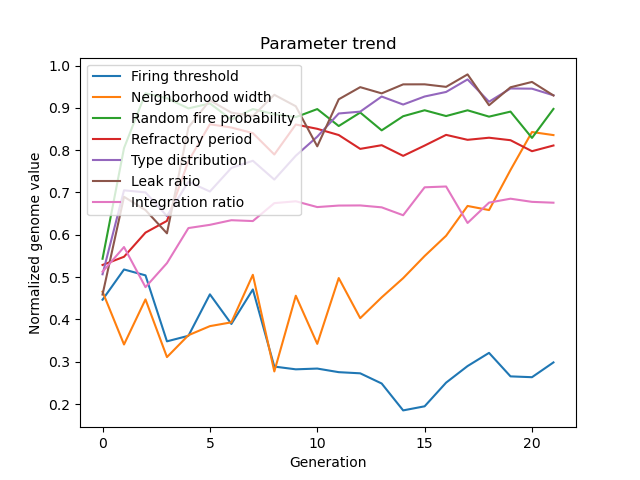 Parameter trend
Normalized genome value
1.0
0.9
0.8
0.7
0.6
0.5
0.4
0.3
0.2
Firing threshold
Neighborhood width
Random fire probability
Refractory period
Type distribution
Leak ratio
Integration ratio
0 5 10 15 20
Generation